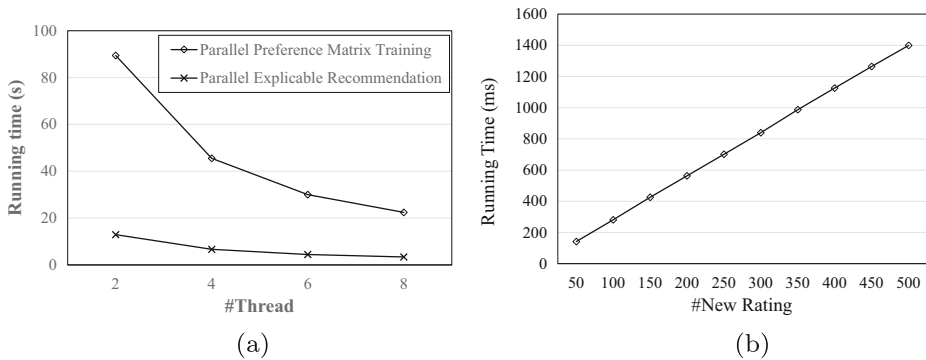 100
80
60
40
20
0
Running time (s)
Parallel Preference Matrix Training
Parallel Explicable Recommendation
2 4 6 8
#Thread
(a)
1600
1400
1200
1000
800
600
400
200
0
Running Time (ms)
50 100 150 200 250 300 350 400 450 500
#New Rating
(b)